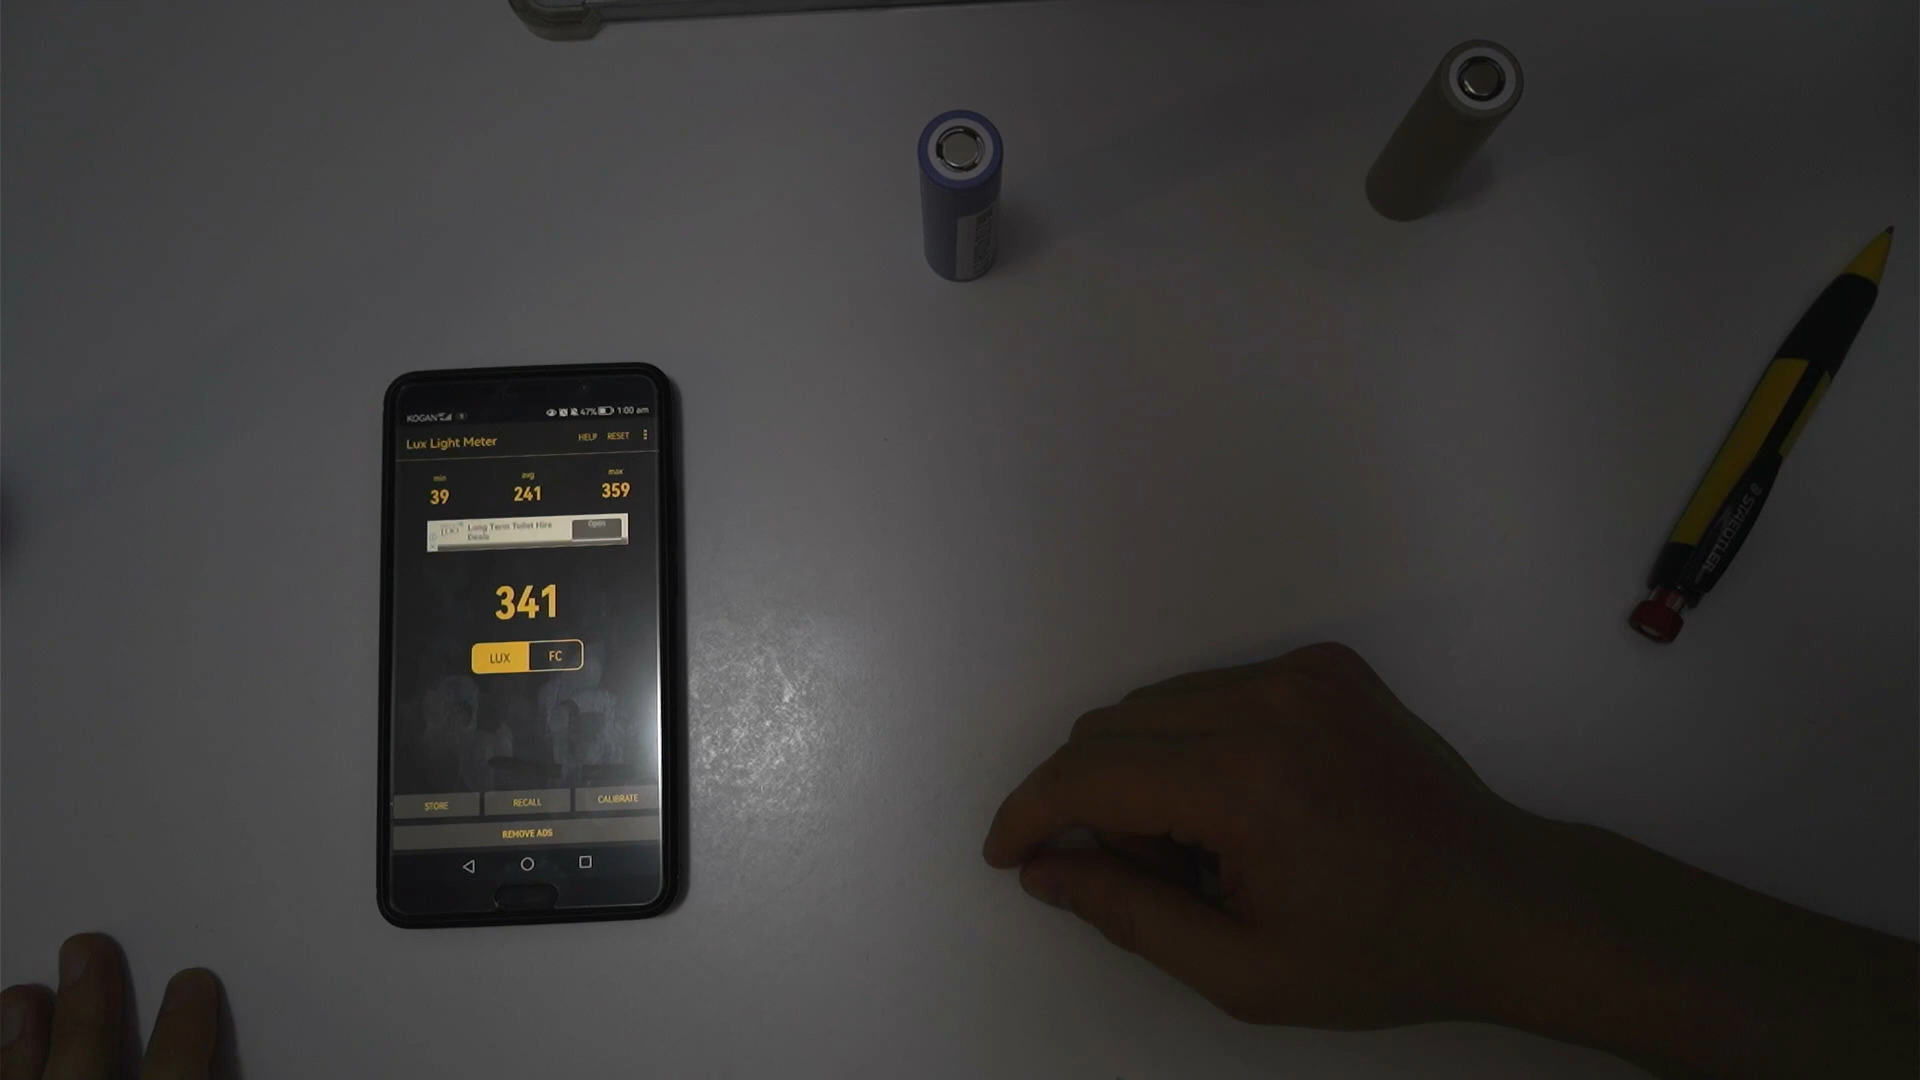 KOGAN 47% 1:00 am
Lux Light Meter HELP RESET
min avg max
39 241 359
Long Term Toilet Hire Open
Deals
341
LUX FC
STORE RECALL CALIBRATE
REMOVE ADS
STAEDTLER